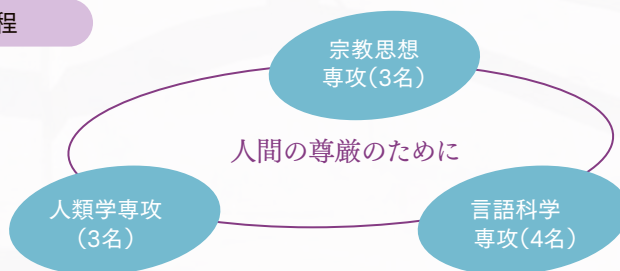 程
宗教思想
専攻(3名)
人間の尊厳のために
人類学専攻
(3名)
言語科学
専攻(4名)